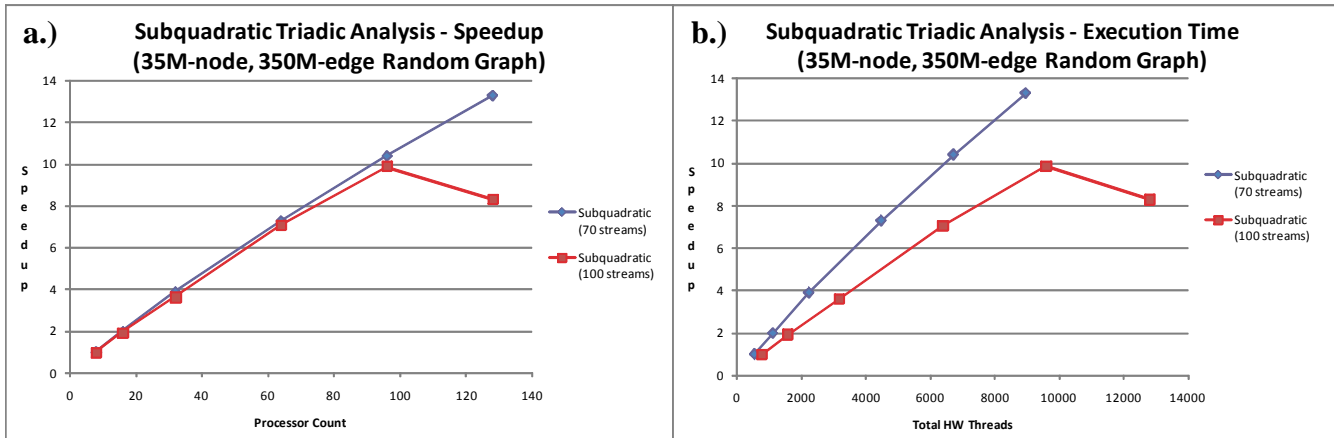 a.)
Subquadratic Triadic Analysis - Speedup
(35M-node, 350M-edge Random Graph)
Speedup
14
12
10
8
6
4
2
0
0 20 40 60 80 100 120 140
Processor Count
Subquadratic
(70 streams)
Subquadratic
(100 streams)
b.)
Subquadratic Triadic Analysis - Execution Time
(35M-node, 350M-edge Random Graph)
Speedup
14
12
10
8
6
4
2
0
0 2000 4000 6000 8000 10000 12000 14000
Total HW Threads
Subquadratic
(70 streams)
Subquadratic
(100 streams)